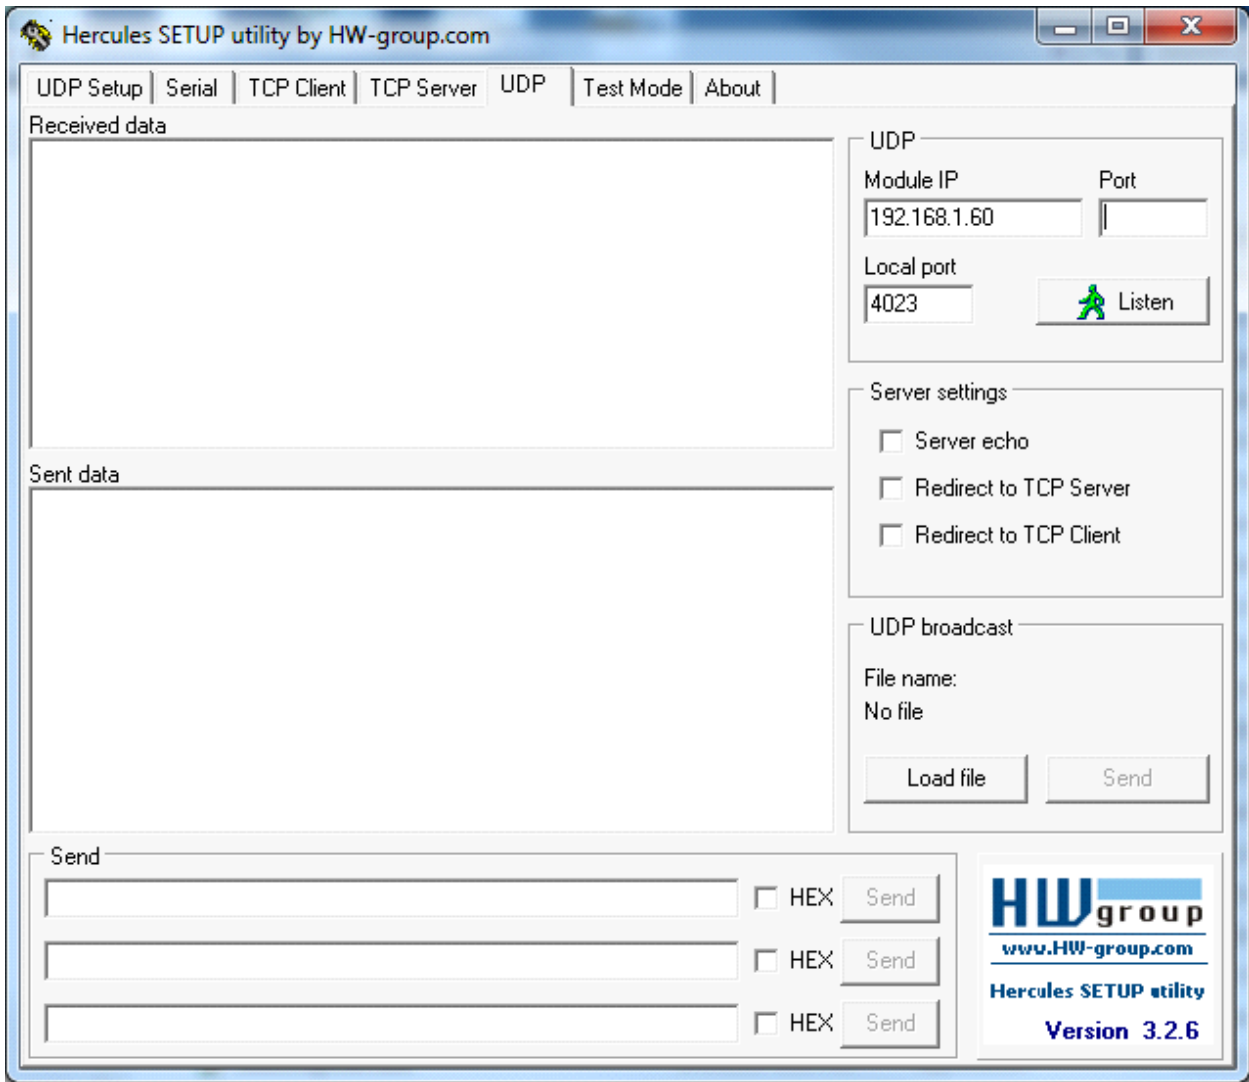 Hercules SETUP utility by HW-group.com
UDP Setup Serial TCP Client TCP Server UDP Test Mode About
Received data
Sent data
UDP
Module IP Port
192.168.1.60
Local port
4023 Listen
Server settings
Server echo
Redirect to TCP Server
Redirect to TCP Client
UDP broadcast
File name:
No file
Load file Send
Send
HEX Send
HEX Send
HEX Send
HW group
www.HW-group.com
Hercules SETUP utility
Version 3.2.6